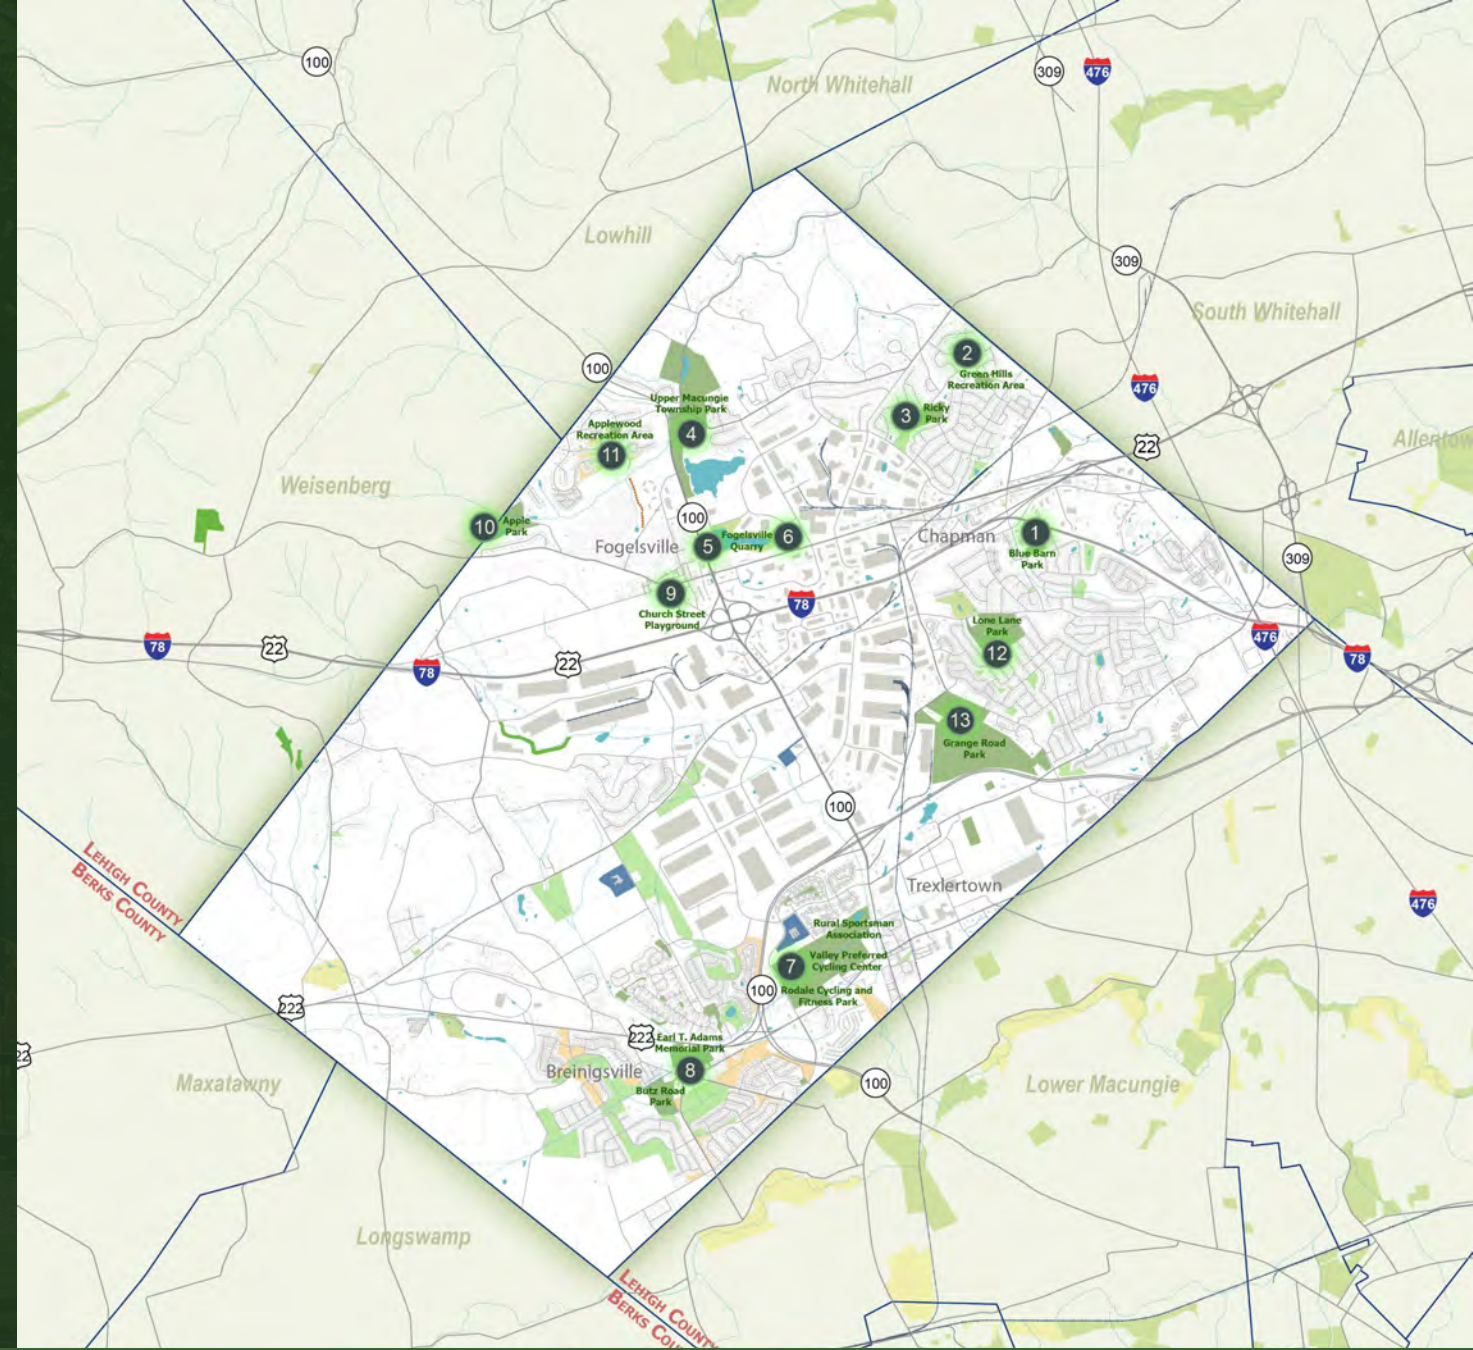 100
North Whitehall
309
476
Lowhill
309
South Whitehall
2
Green Hills
Recreation Area
100
476
Upper Macungie
Township Park
3
Ricky
Park
4
Applewood
Recreation Area
11
22
Weisenberg
100
10
Apple
Park
Fogelsville
5
Fogelsville
Quarry
6
Chapman
1
Blue Barn
Park
309
9
Church Street
Playground
78
Lone Lane
Park
12
476
78
78
22
78
22
13
Grange Road
Park
100
LEHIGH COUNTY
BERKS COUNTY
Trexlertown
476
Rural Sportsman
Association
7
Valley Preferred
Cycling Center
100
Rodale Cycling and
Fitness Park
222
222
Earl T. Adams
Memorial Park
8
Breinigsville
Butz Road
Park
100
Maxatawny
Lower Macungie
Longswamp
LEHIGH COUNTY